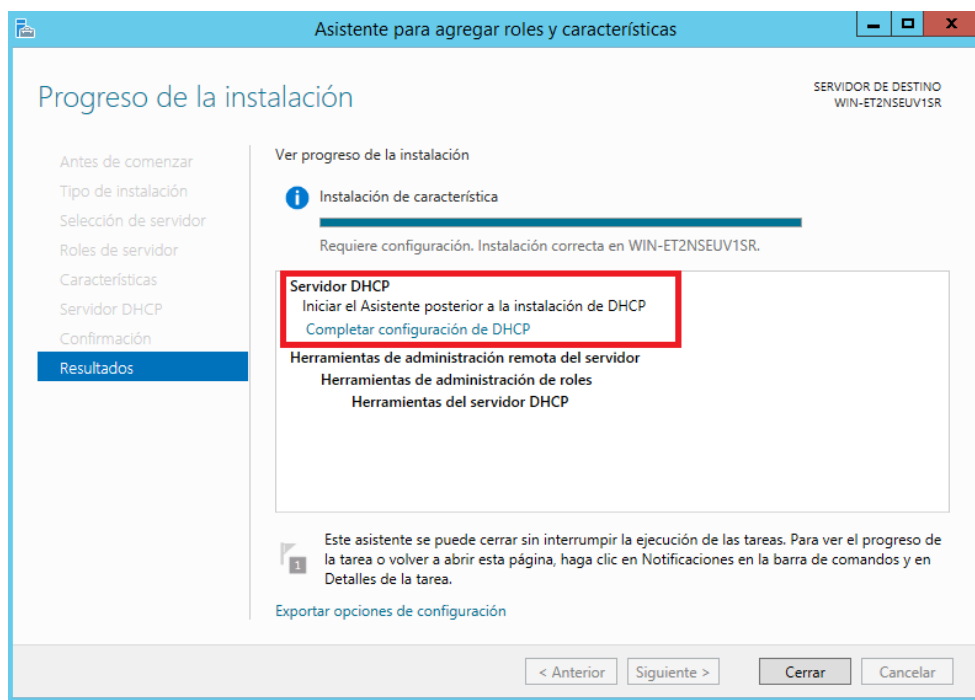 Asistente para agregar roles y características
Progreso de la instalación
SERVIDOR DE DESTINO
WIN-ET2NSEUV1SR
Antes de comenzar
Tipo de instalación
Selección de servidor
Roles de servidor
Características
Servidor DHCP
Confirmación
Resultados
Ver progreso de la instalación
Instalación de característica
Requiere configuración. Instalación correcta en WIN-ET2NSEUV1SR.
Servidor DHCP
Iniciar el Asistente posterior a la instalación de DHCP
Completar configuración de DHCP
Herramientas de administración remota del servidor
Herramientas de administración de roles
Herramientas del servidor DHCP
1
Este asistente se puede cerrar sin interrumpir la ejecución de las tareas. Para ver el progreso de
la tarea o volver a abrir esta página, haga clic en Notificaciones en la barra de comandos y en
Detalles de la tarea.
Exportar opciones de configuración
< Anterior
Siguiente >
Cerrar
Cancelar